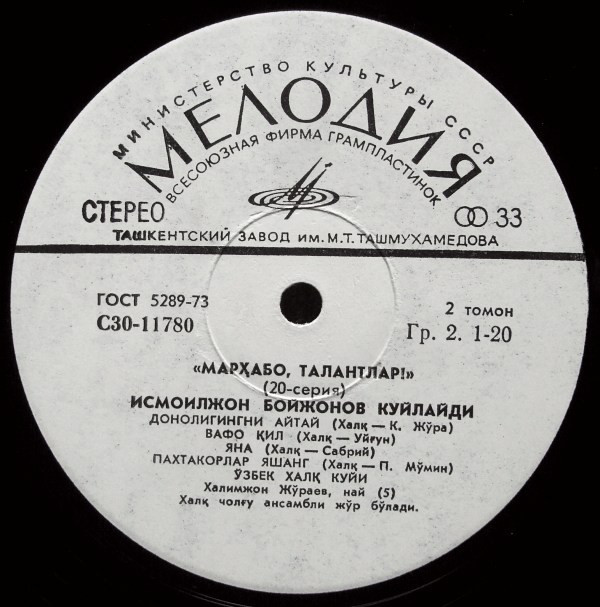 МИНИСТЕРСТВО КУЛЬТУРЫ СССР
МЕЛОДИЯ
ВСЕСОЮЗНАЯ ФИРМА ГРАМПЛАСТИНОК
СТЕРЕО
33
ТАШКЕНТСКИЙ ЗАВОД ИМ. М.Т. ТАШМУХАМЕДОВА
ГОСТ 5289-73
С30-11780
2 томон
Гр. 2. 1-20
«МАРҲАБО, ТАЛАНТЛАР!»
(20-серия)
ИСМОИЛЖОН БОЙЖОНОВ КУЙЛАЙДИ
ДОНОЛИГИНГНИ АЙТАЙ (Халқ — К. Жўра)
ВАФО ҚИЛ (Халқ — Уйғун)
ЯНА (Халқ — Сабрий)
ПАХТАКОРЛАР ЯШАНГ (Халқ — П. Мўмин)
ЎЗБЕК ХАЛҚ КУЙИ
Халимжон Жўраев, най (5)
Халқ чолғу ансамбли жўр бўлади.